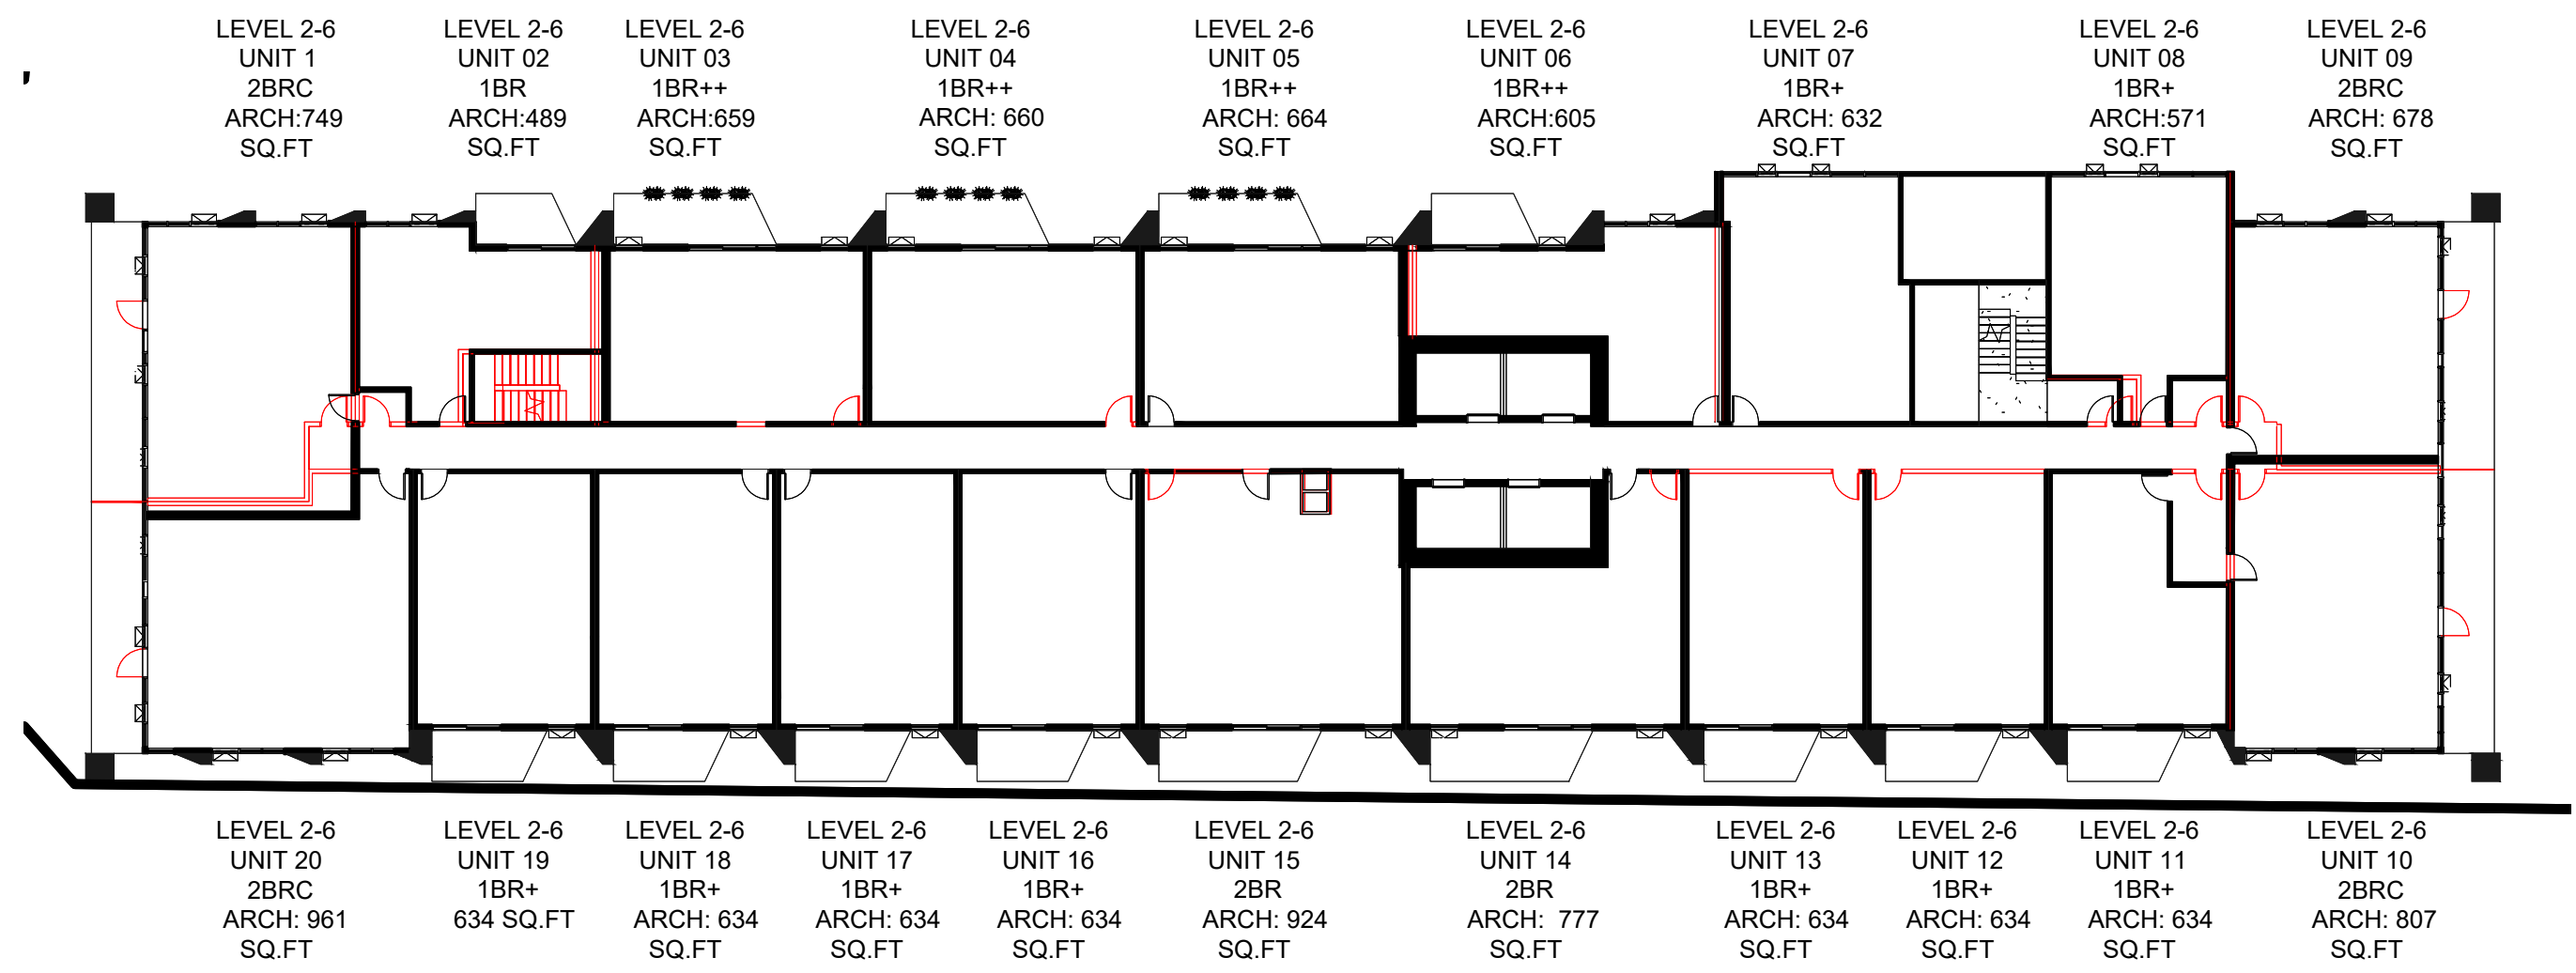 LEVEL 2-6
UNIT 1
2BRC
ARCH:749
SQ.FT
LEVEL 2-6
UNIT 02
1BR
ARCH:489
SQ.FT
LEVEL 2-6
UNIT 03
1BR++
ARCH:659
SQ.FT
LEVEL 2-6
UNIT 04
1BR++
ARCH: 660
SQ.FT
LEVEL 2-6
UNIT 05
1BR++
ARCH: 664
SQ.FT
LEVEL 2-6
UNIT 06
1BR++
ARCH:605
SQ.FT
LEVEL 2-6
UNIT 07
1BR+
ARCH: 632
SQ.FT
LEVEL 2-6
UNIT 08
1BR+
ARCH:571
SQ.FT
LEVEL 2-6
UNIT 09
2BRC
ARCH: 678
SQ.FT
LEVEL 2-6
UNIT 20
2BRC
ARCH: 961
SQ.FT
LEVEL 2-6
UNIT 19
1BR+
634 SQ.FT
LEVEL 2-6
UNIT 18
1BR+
ARCH: 634
SQ.FT
LEVEL 2-6
UNIT 17
1BR+
ARCH: 634
SQ.FT
LEVEL 2-6
UNIT 16
1BR+
ARCH: 634
SQ.FT
LEVEL 2-6
UNIT 15
2BR
ARCH: 924
SQ.FT
LEVEL 2-6
UNIT 14
2BR
ARCH:  777
SQ.FT
LEVEL 2-6
UNIT 13
1BR+
ARCH: 634
SQ.FT
LEVEL 2-6
UNIT 12
1BR+
ARCH: 634
SQ.FT
LEVEL 2-6
UNIT 11
1BR+
ARCH: 634
SQ.FT
LEVEL 2-6
UNIT 10
2BRC
ARCH: 807
SQ.FT